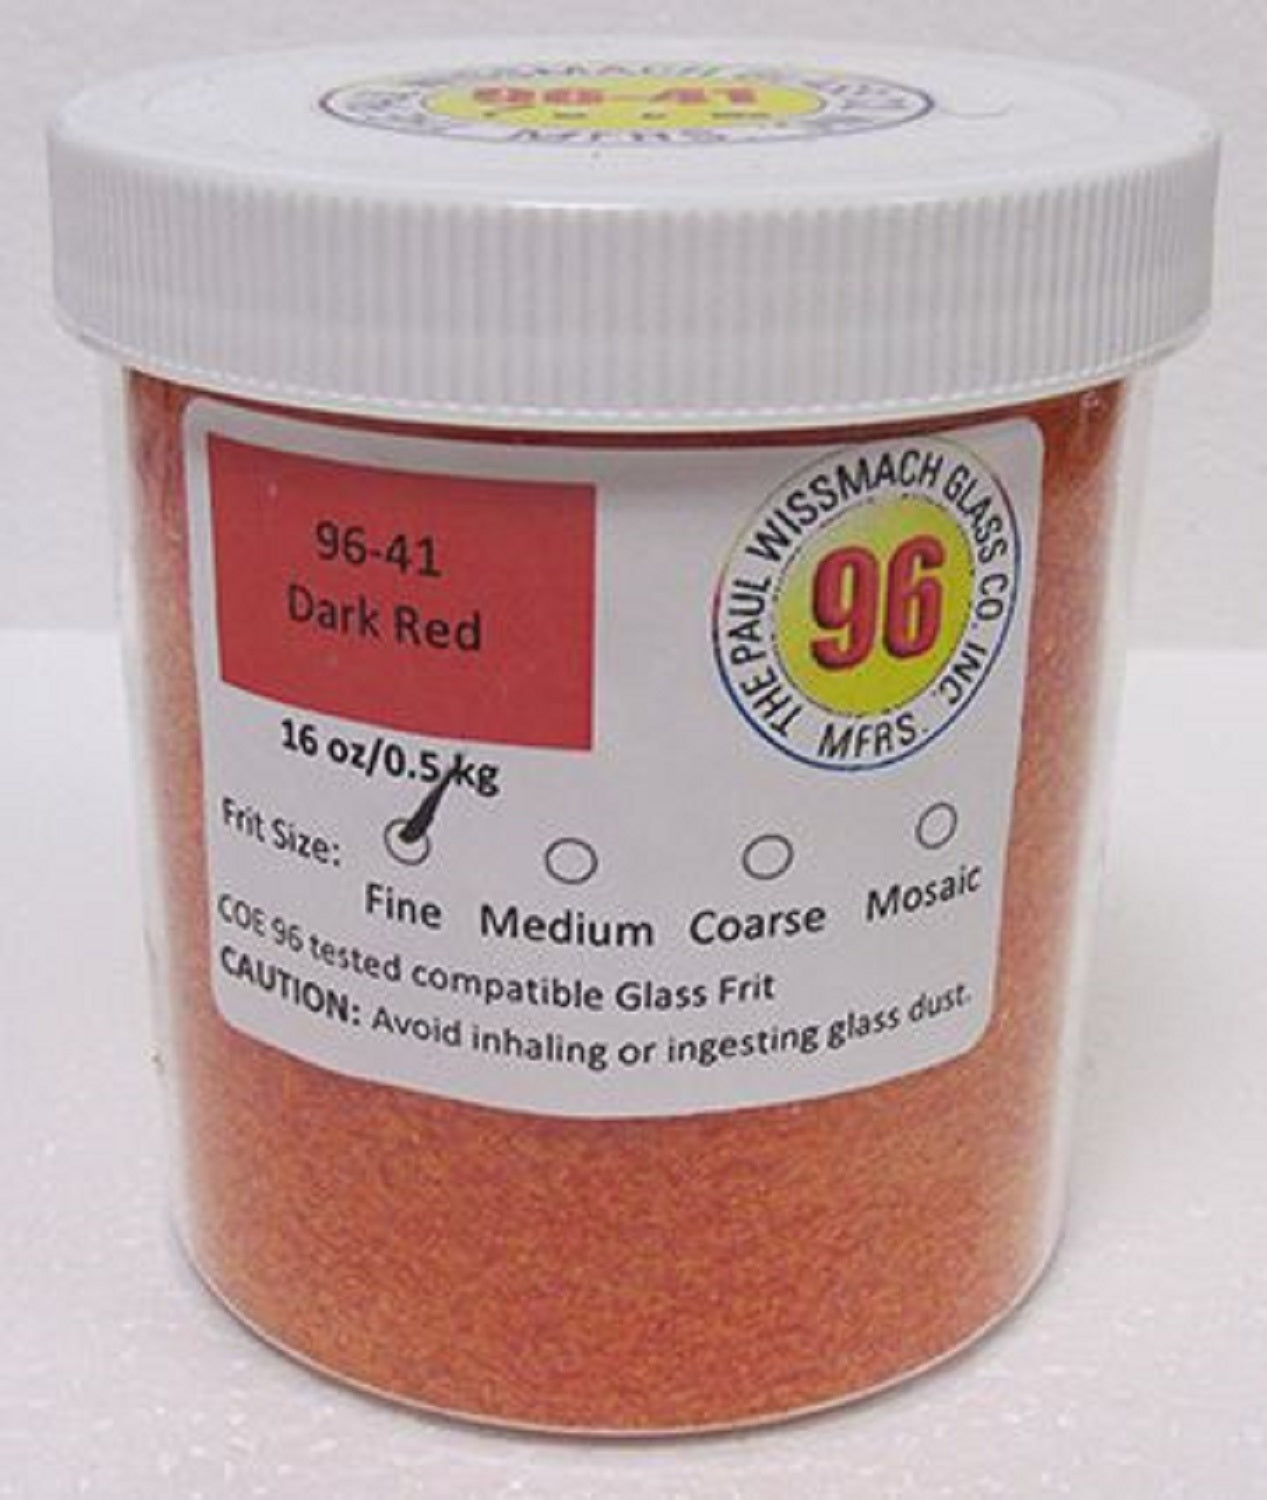 96-41
MFRS.
96-41
Dark Red
THE PAUL WISSMACH GLASS CO. INC.
96
MFRS.
16 oz/0.5 kg
Frit Size:
Fine Medium Coarse Mosaic
COE 96 tested compatible Glass Frit
CAUTION: Avoid inhaling or ingesting glass dust.